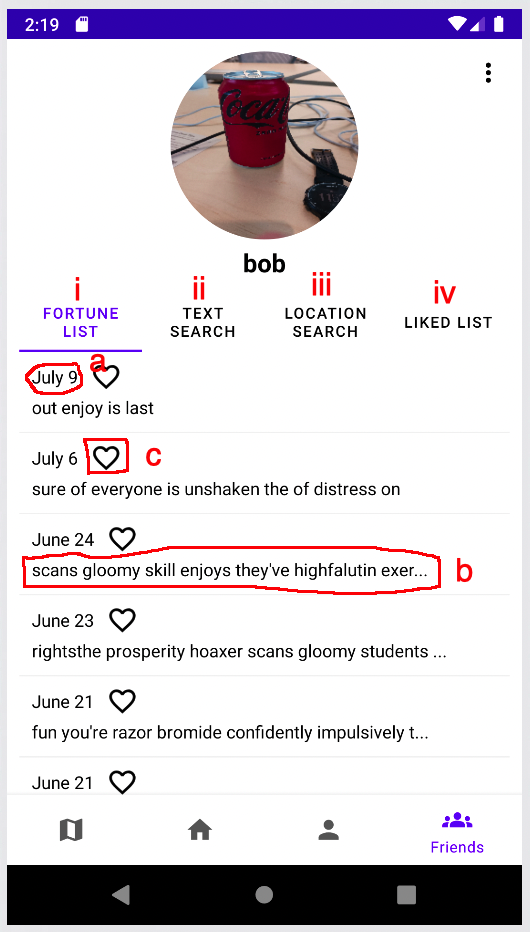 2:19
Coca
bob
i
ii
iii
iv
FORTUNE
LIST
TEXT
SEARCH
LOCATION
SEARCH
LIKED LIST
a
July 9
out enjoy is last
July 6
c
sure of everyone is unshaken the of distress on
June 24
scans gloomy skill enjoys they've highfalutin exer...
b
June 23
rightsthe prosperity hoaxer scans gloomy students ...
June 21
fun you're razor bromide confidently impulsively t...
June 21
Friends